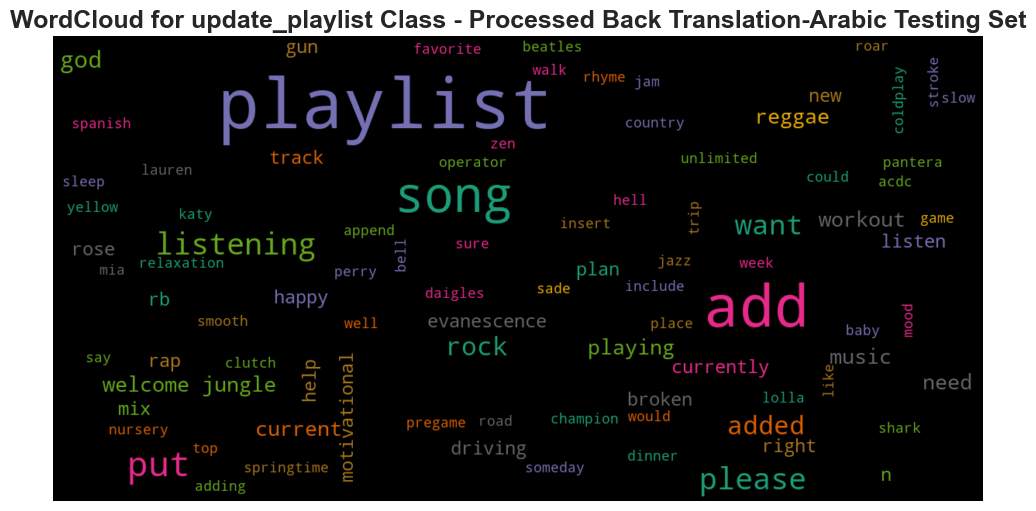 WordCloud for update_playlist Class - Processed Back Translation-Arabic Testing Set
god gun favorite beatles roar
walk rhyme jam coldplay stroke slow
playlist new
spanish country reggae
track zen operator unlimited pantera
lauren could acdc
sleep song hell
yellow katy insert trip want workout game
listening append sure listen
rose bell jazz week
mia relaxation perry plan
rb happy daigles sade include add
smooth well evanescence place baby mood
say rap clutch rock playing currently music
welcome jungle help motivational like need
mix broken lolla
nursery current pregame road champion would added shark
top driving right
put springtime someday dinner please n
adding